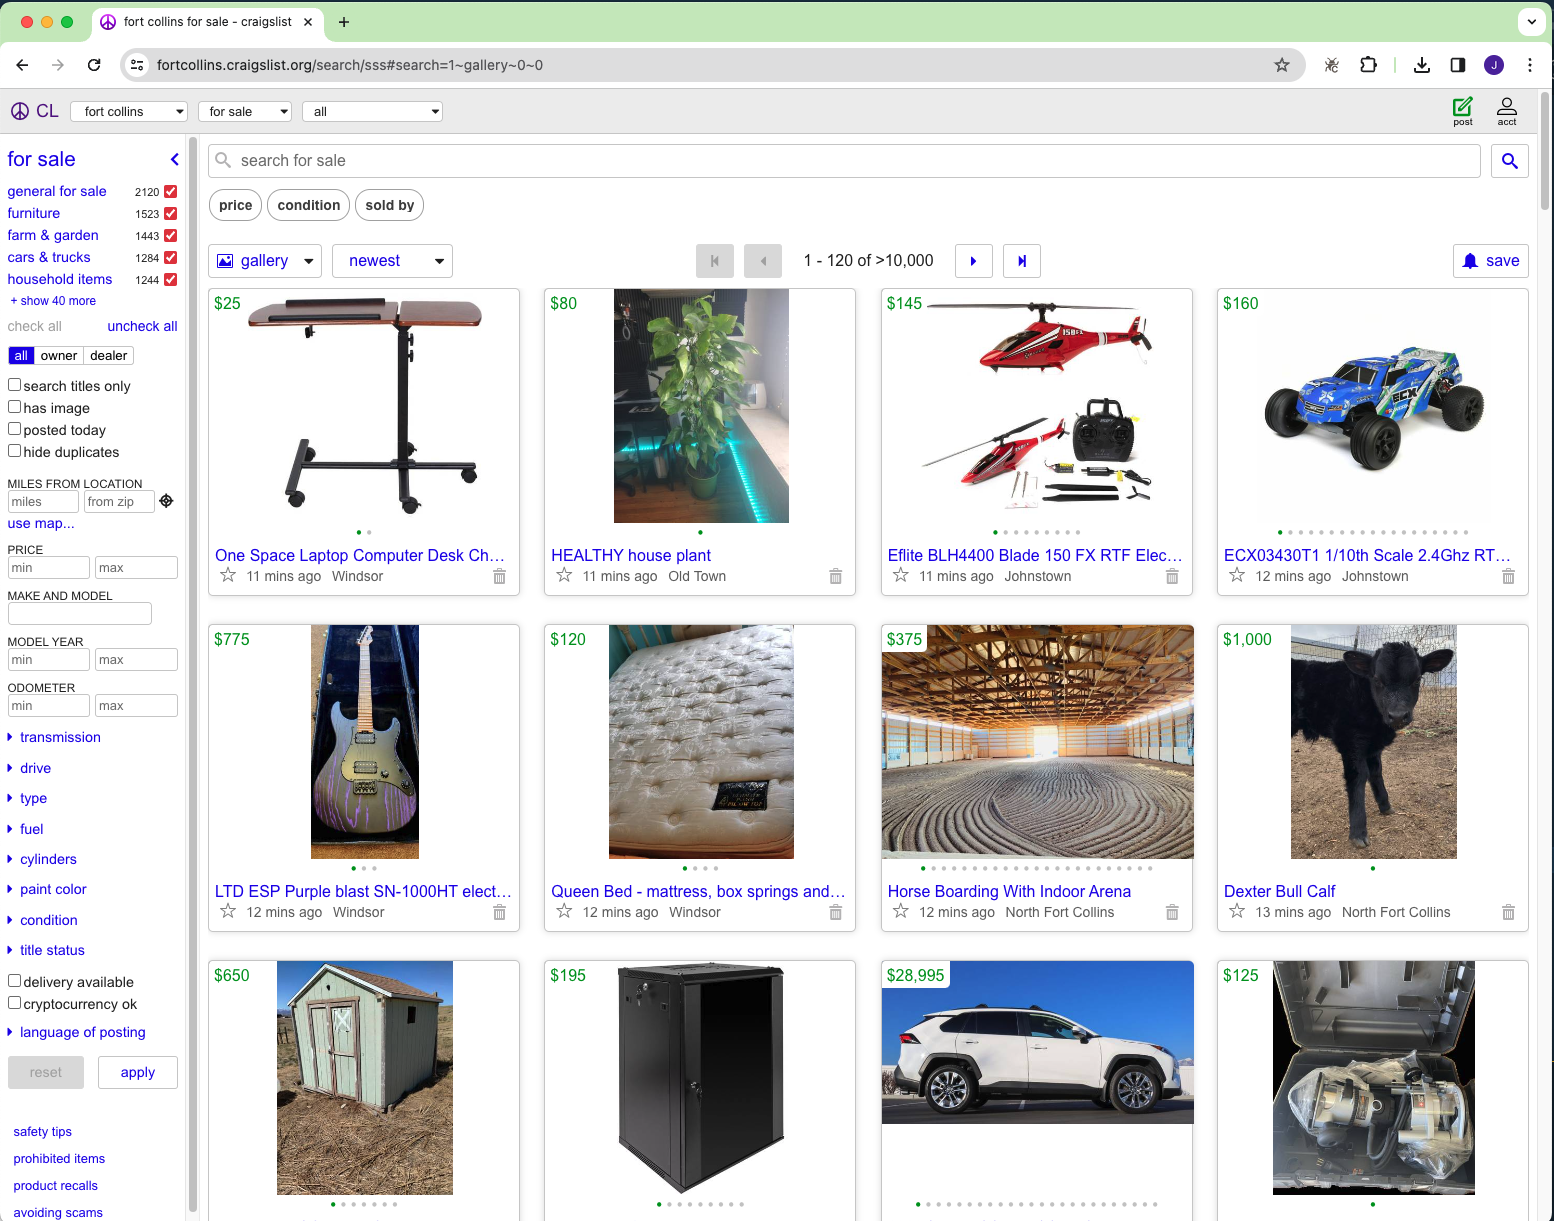 fort collins for sale - craigslist
fortcollins.craigslist.org/search/sss#search=1~gallery~0~0
J
CL
fort collins
for sale
all
post
acct
for sale
general for sale 2120
furniture 1523
farm & garden 1443
cars & trucks 1284
household items 1244
+ show 40 more
check all uncheck all
all owner dealer
search titles only
has image
posted today
hide duplicates
MILES FROM LOCATION
miles from zip
use map...
PRICE
min max
MAKE AND MODEL
MODEL YEAR
min max
ODOMETER
min max
transmission
drive
type
fuel
cylinders
paint color
condition
title status
delivery available
cryptocurrency ok
language of posting
reset apply
safety tips
prohibited items
product recalls
avoiding scams
search for sale
price condition sold by
gallery newest 1 - 120 of >10,000 save
$25
One Space Laptop Computer Desk Ch...
11 mins ago Windsor
$80
HEALTHY house plant
11 mins ago Old Town
$145
150FX
Eflite BLH4400 Blade 150 FX RTF Elec...
11 mins ago Johnstown
$160
ECX
ECX03430T1 1/10th Scale 2.4Ghz RT...
12 mins ago Johnstown
$775
LTD ESP Purple blast SN-1000HT elect...
12 mins ago Windsor
$120
Queen Bed - mattress, box springs and...
12 mins ago Windsor
$375
Horse Boarding With Indoor Arena
12 mins ago North Fort Collins
$1,000
Dexter Bull Calf
13 mins ago North Fort Collins
$650
$195
$28,995
$125